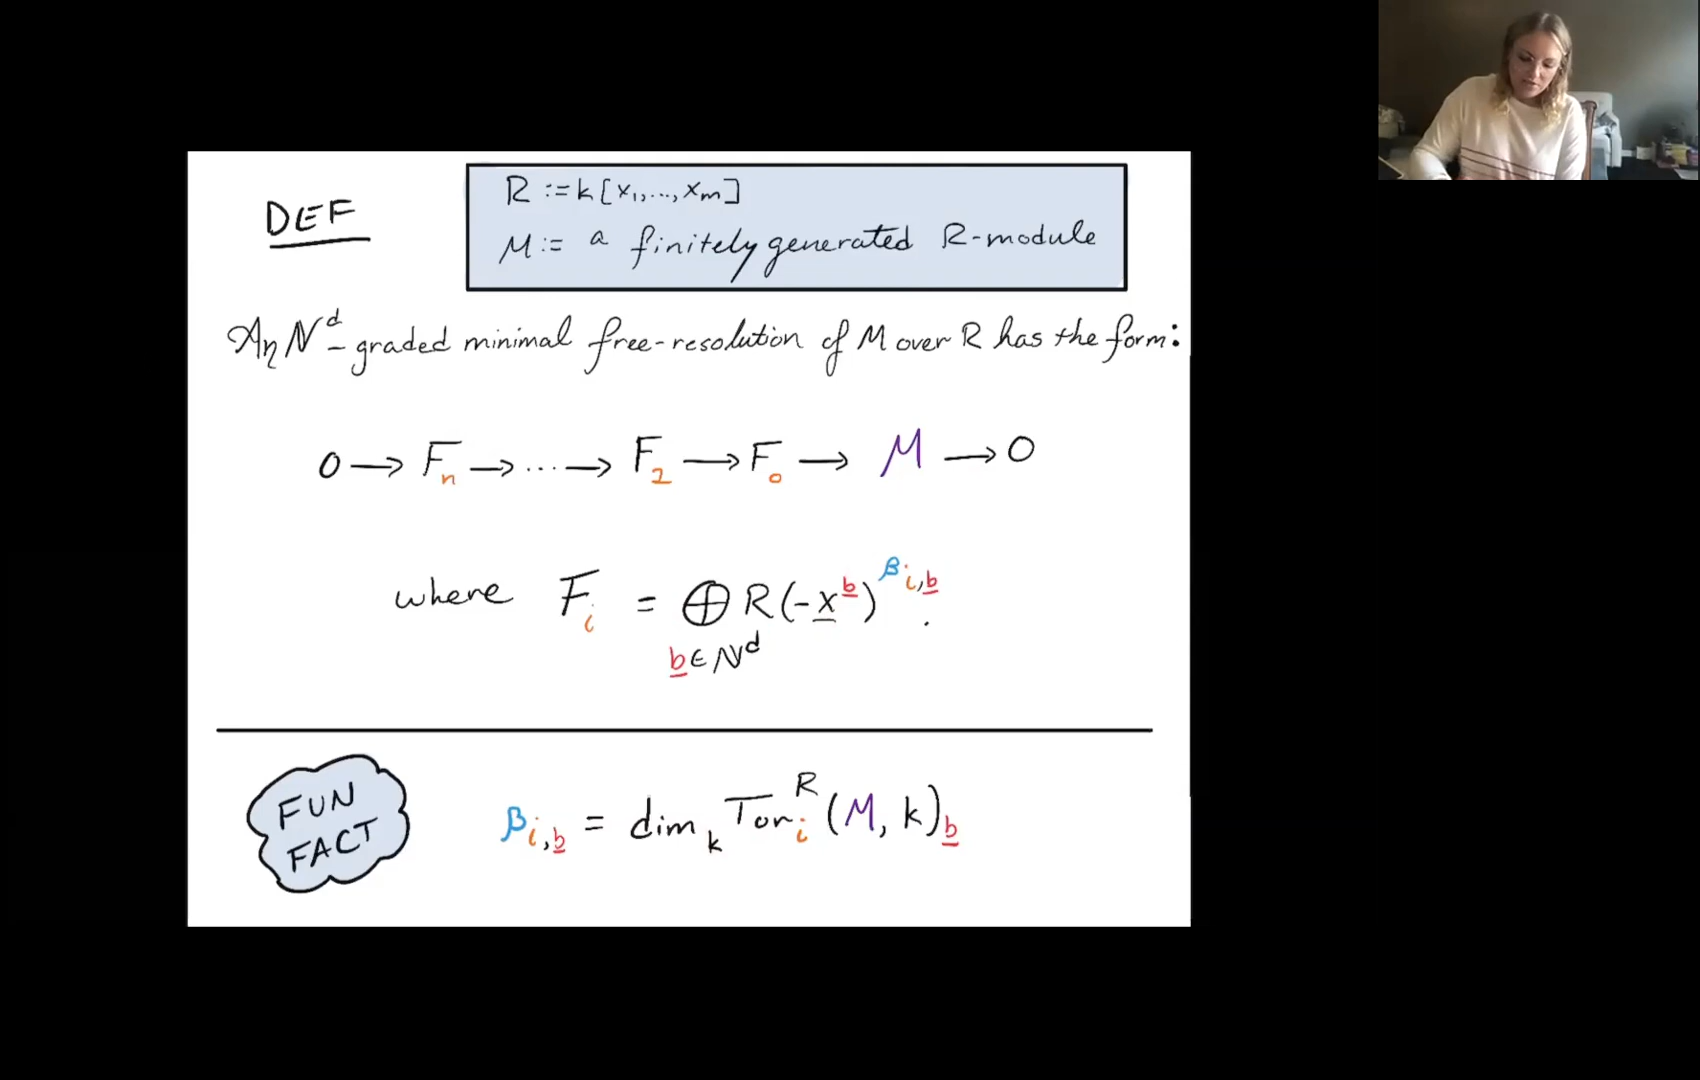 DEF
R := k[x₁,...,xₘ]
M := a finitely generated R-module
An ℕᵈ-graded minimal free-resolution of M over R has the form:
0 → Fₙ → ... → F₂ → F₀ → M → 0
where Fᵢ = ⊕ R(-x^b)^βᵢ,b .
b ∈ ℕᵈ
FUN
FACT
βᵢ,b = dimₖ Torᵢᴿ (M, k)_b